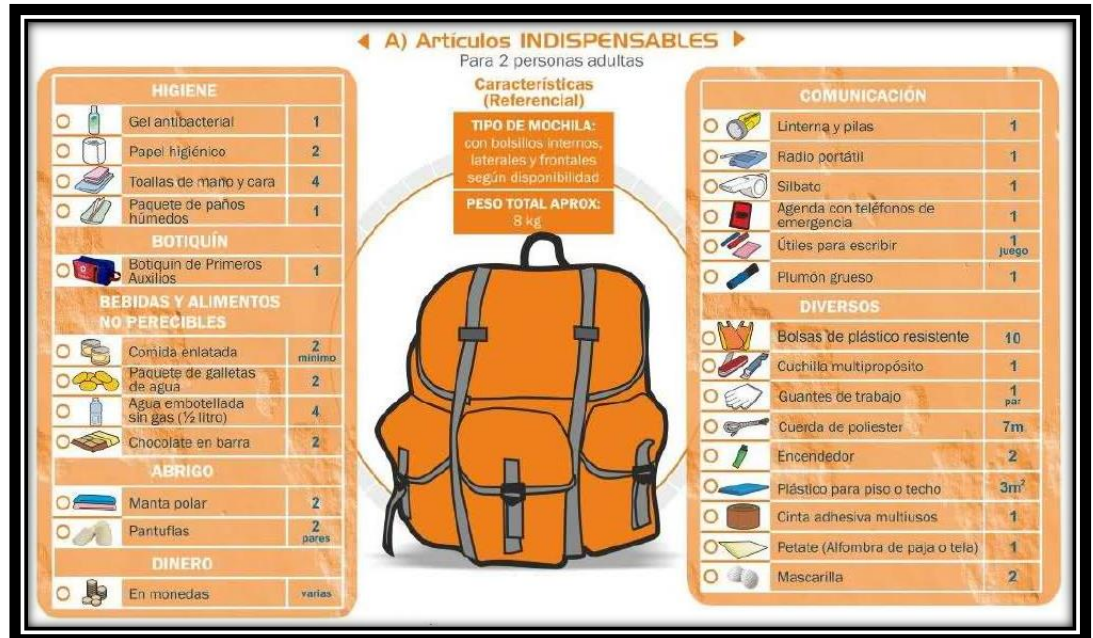 A) Artículos INDISPENSABLES
Para 2 personas adultas
Características
(Referencial)
TIPO DE MOCHILA:
con bolsillos internos,
laterales y frontales
según disponibilidad
PESO TOTAL APROX:
8 kg
HIGIENE
Gel antibacterial 1
Papel higiénico 2
Toallas de mano y cara 4
Paquete de paños
húmedos 1
BOTIQUÍN
Botiquín de Primeros
Auxilios 1
BEBIDAS Y ALIMENTOS
NO PERECIBLES
Comida enlatada 2
mínimo
Paquete de galletas
de agua 2
Agua embotellada
sin gas (½ litro) 4
Chocolate en barra 2
ABRIGO
Manta polar 2
Pantuflas 2
pares
DINERO
En monedas varias
COMUNICACIÓN
Linterna y pilas 1
Radio portátil 1
Silbato 1
Agenda con teléfonos de
emergencia 1
Útiles para escribir 1
juego
Plumón grueso 1
DIVERSOS
Bolsas de plástico resistente 10
Cuchilla multipropósito 1
Guantes de trabajo 1
par
Cuerda de poliester 7m
Encendedor 2
Plástico para piso o techo 3m²
Cinta adhesiva multiusos 1
Petate (Alfombra de paja o tela) 1
Mascarilla 2